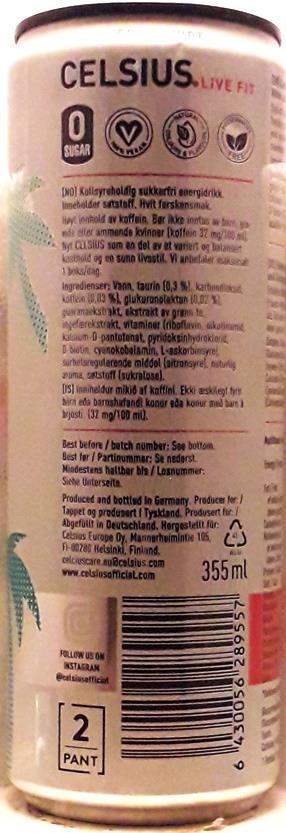 CELSIUS. LIVE FIT
0
SUGAR
100% VEGAN
FREE
[NO] Kullsyreholdig sukkerfri energidrikk.
Inneholder søtstoff. Hvit ferskensmak.
Høyt innhold av koffein. Bør ikke inntas av barn, gra-
vide eller ammende kvinner (koffein 32 mg/100 ml).
Nyt CELSIUS som en del av et variert og balansert
kosthold og en sunn livsstil. Vi anbefaler maksimalt
1 boks/dag.
Ingredienser: Vann, taurin (0,3 %), karbondioksid,
koffein (0,03 %), glukuronolakton (0,02 %),
guaranaekstrakt, ekstrakt av grønn te,
ingefærekstrakt, vitaminer (riboflavin, nikotinamid,
kalsium-D-pantotenat, pyridoksinhydroklorid,
D-biotin, cyanokobalamin, L-askorbinsyre),
surhetsregulerende middel (sitronsyre), naturlig
aroma, søtstoff (sukralose).
[IS] Inniheldur mikið af koffíni. Ekki æskilegt fyrir
börn eða barnshafandi konur eða konur með barn á
brjósti. (32 mg/100 ml).
Best before / batch number: See bottom.
Best før / Partinummer: Se nederst.
Mindestens haltbar bis / Losnummer:
Siehe Unterseite.
Produced and bottled in Germany. Producer for: /
Tappet og produsert i Tyskland. Produsert for: /
Abgefüllt in Deutschland. Hergestellt für:
Celsius Europe Oy, Mannerheimintie 105,
FI-00280 Helsinki, Finland.
celsiuscare.eu@celsius.com
www.celsiusofficial.com
355 ml
FOLLOW US ON
INSTAGRAM
@celsiusofficial
2
PANT
6 430056 289557